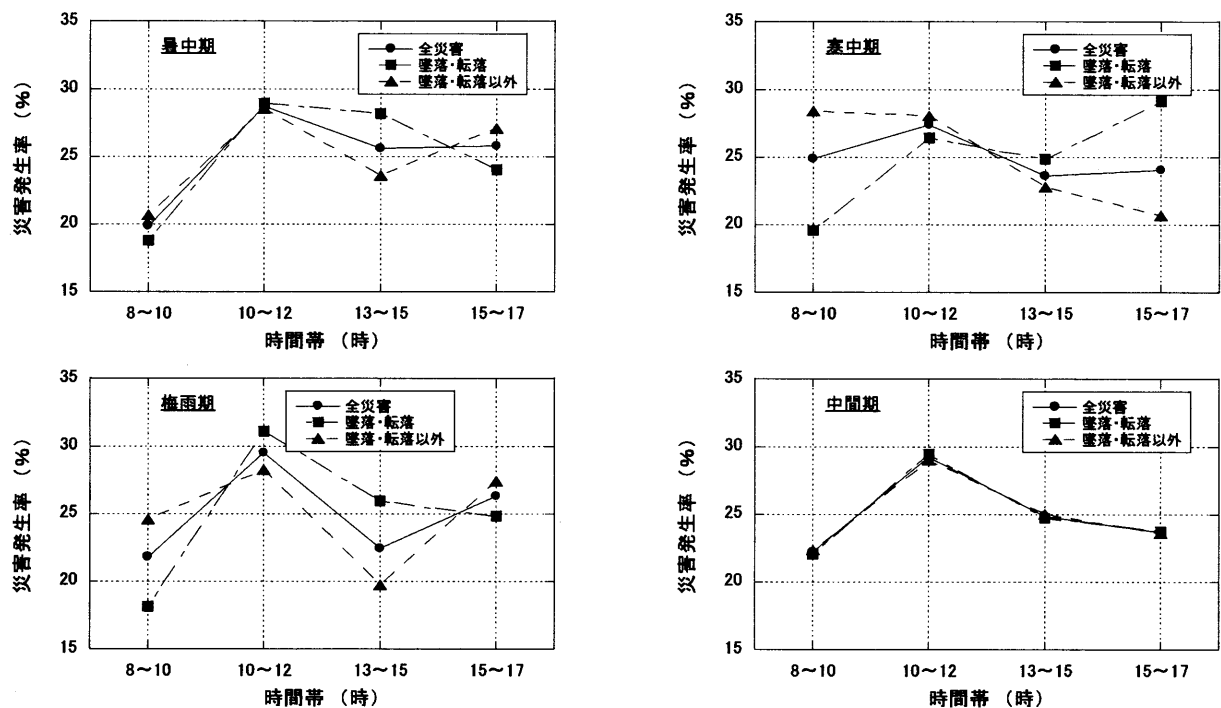 暑中期
全災害
墜落・転落
墜落・転落以外
災害発生率 (%)
35
30
25
20
15
8～10
10～12
13～15
15～17
時間帯 (時)
寒中期
全災害
墜落・転落
墜落・転落以外
災害発生率 (%)
35
30
25
20
15
8～10
10～12
13～15
15～17
時間帯 (時)
梅雨期
全災害
墜落・転落
墜落・転落以外
災害発生率 (%)
35
30
25
20
15
8～10
10～12
13～15
15～17
時間帯 (時)
中間期
全災害
墜落・転落
墜落・転落以外
災害発生率 (%)
35
30
25
20
15
8～10
10～12
13～15
15～17
時間帯 (時)